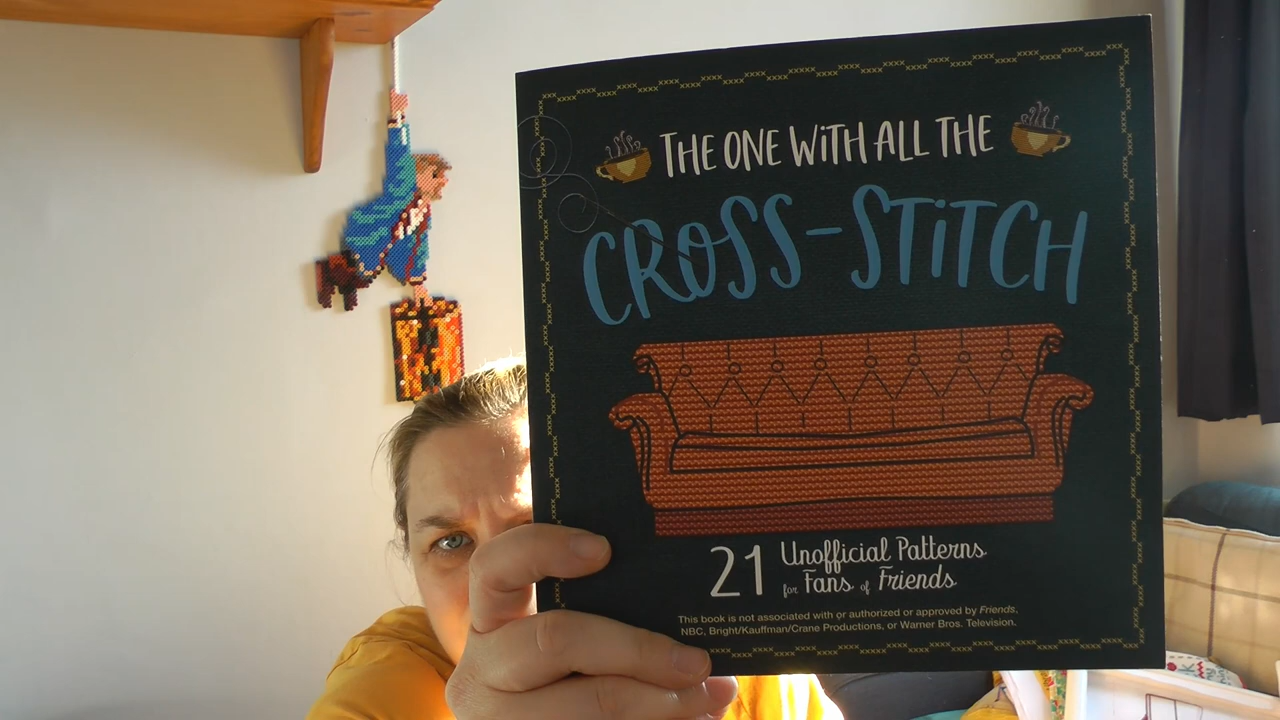 THE ONE WiTH ALL THE
CROSS-STiTCH
21 Unofficial Patterns
for Fans of Friends
This book is not associated with or authorized or approved by Friends,
NBC, Bright/Kauffman/Crane Productions, or Warner Bros. Television.